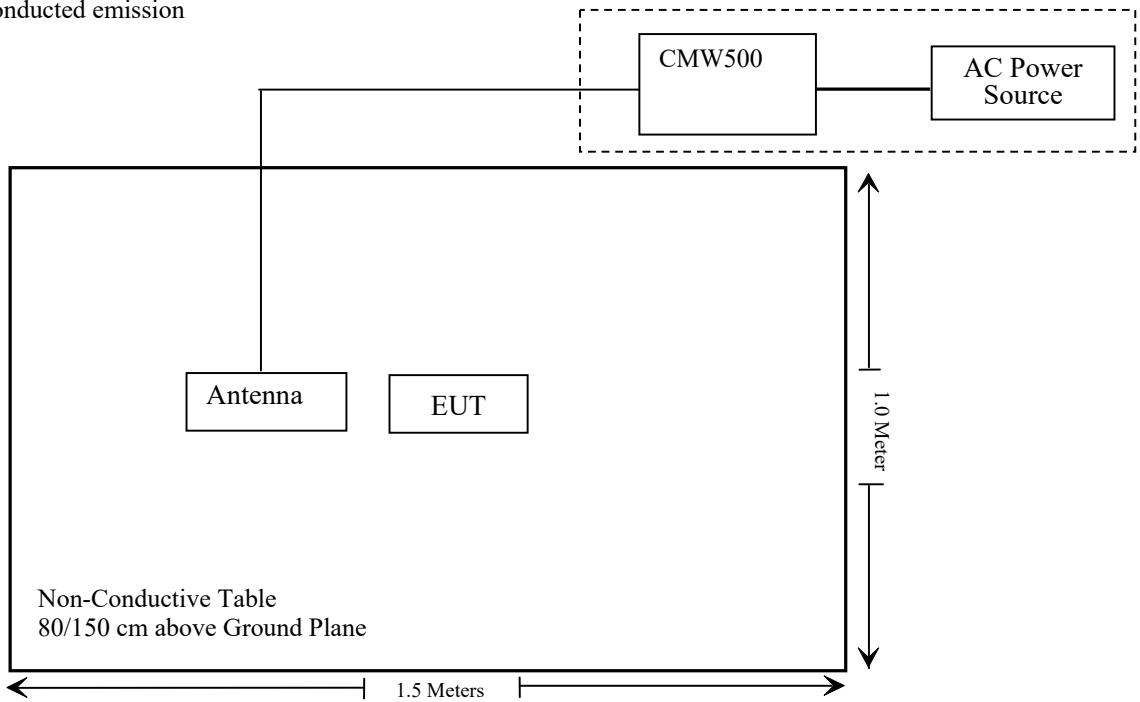 emission
CMW500
AC Power
Source
Antenna
EUT
1.0 Meter
Non-Conductive Table
80/150 cm above Ground Plane
1.5 Meters